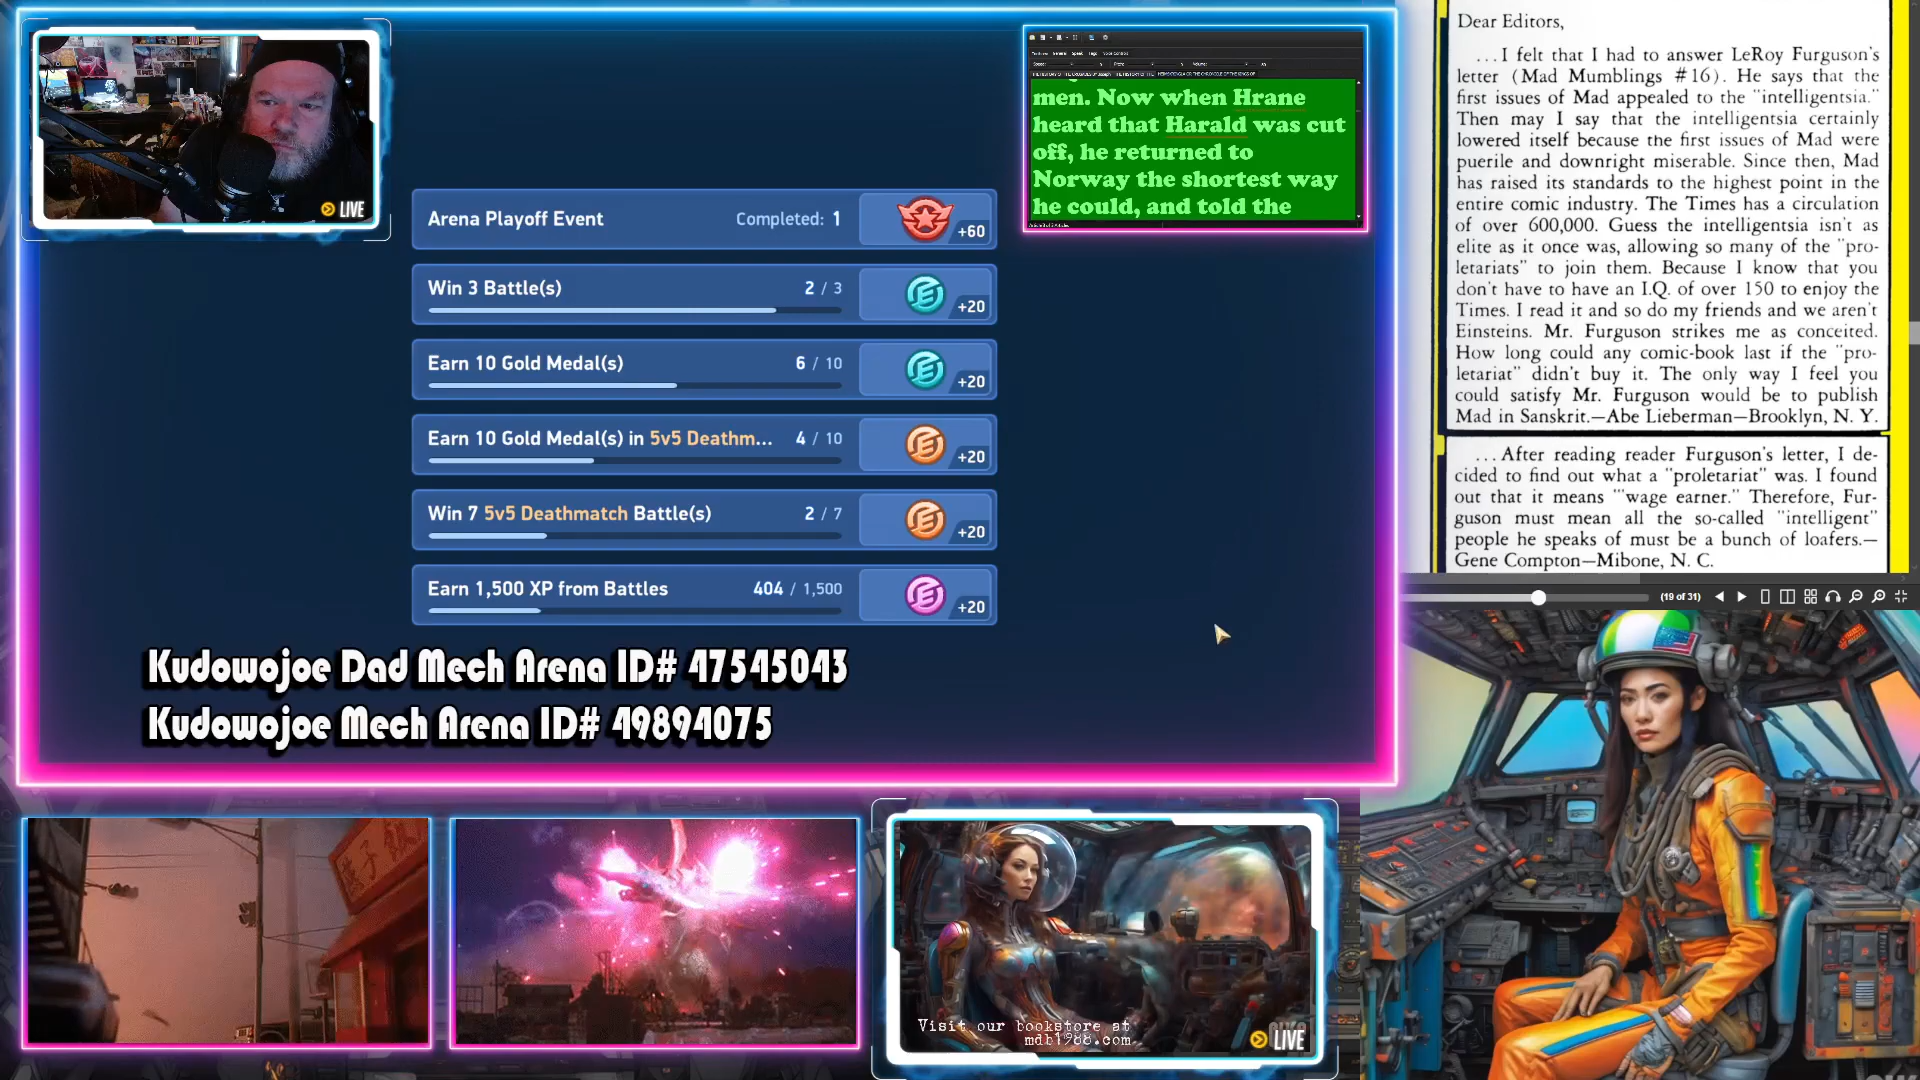 LIVE
Arena Playoff Event Completed: 1 +60
Win 3 Battle(s) 2 / 3 +20
Earn 10 Gold Medal(s) 6 / 10 +20
Earn 10 Gold Medal(s) in 5v5 Deathm... 4 / 10 +20
Win 7 5v5 Deathmatch Battle(s) 2 / 7 +20
Earn 1,500 XP from Battles 404 / 1,500 +20
Kudowojoe Dad Mech Arena ID# 47545043
Kudowojoe Mech Arena ID# 49894075
men. Now when Hrane
heard that Harald was cut
off, he returned to
Norway the shortest way
he could, and told the
Dear Editors,
...I felt that I had to answer LeRoy Furguson's
letter (Mad Mumblings #16). He says that the
first issues of Mad appealed to the "intelligentsia."
Then may I say that the intelligentsia certainly
lowered itself because the first issues of Mad were
puerile and downright miserable. Since then, Mad
has raised its standards to the highest point in the
entire comic industry. The Times has a circulation
of over 600,000. Guess the intelligentsia isn't as
elite as it once was, allowing so many of the "pro-
letariats" to join them. Because I know that you
don't have to have an I.Q. of over 150 to enjoy the
Times. I read it and so do my friends and we aren't
Einsteins. Mr. Furguson strikes me as conceited.
How long could any comic-book last if the "pro-
letariat" didn't buy it. The only way I feel you
could satisfy Mr. Furguson would be to publish
Mad in Sanskrit.—Abe Lieberman—Brooklyn, N. Y.
...After reading reader Furguson's letter, I de-
cided to find out what a "proletariat" was. I found
out that it means "'wage earner." Therefore, Fur-
guson must mean all the so-called "intelligent"
people he speaks of must be a bunch of loafers.—
Gene Compton—Mibone, N. C.
(19 of 31)
Visit our bookstore at
mdb1988.com
LIVE